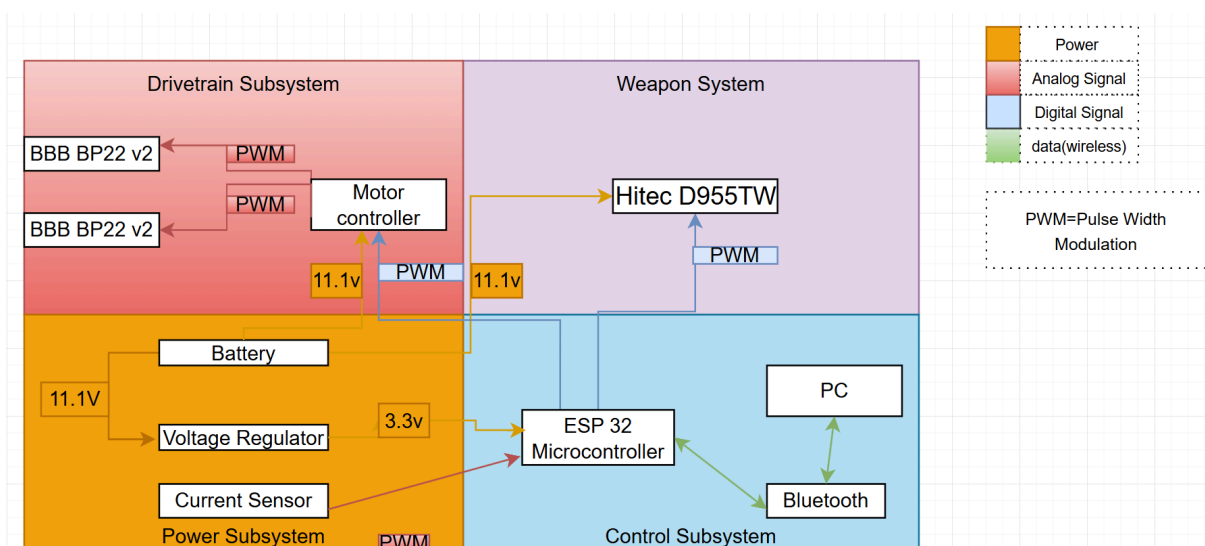 Drivetrain Subsystem
Weapon System
Power
Analog Signal
Digital Signal
data(wireless)
BBB BP22 v2
PWM
PWM
BBB BP22 v2
Motor
controller
Hitec D955TW
PWM=Pulse Width
Modulation
11.1v
PWM
11.1v
PWM
Battery
11.1V
Voltage Regulator
3.3v
ESP 32
Microcontroller
PC
Current Sensor
Bluetooth
Power Subsystem
PWM
Control Subsystem